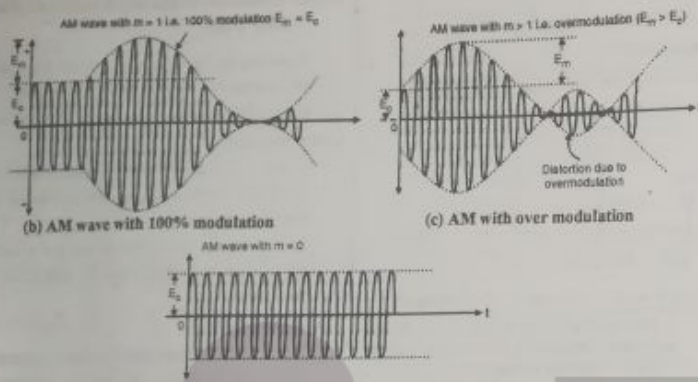 AM wave with m = 1 i.e. 100% modulation Em = Ec
Em
Ec
0
(b) AM wave with 100% modulation
AM wave with m > 1 i.e. overmodulation (Em > Ec)
Em
Ec
0
Distortion due to
overmodulation
(c) AM with over modulation
AM wave with m = 0
Ec
0
t